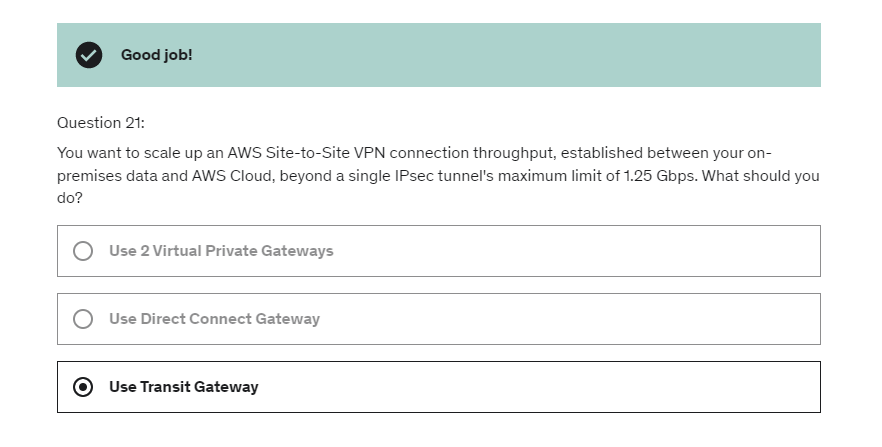 Good job!
Question 21:
You want to scale up an AWS Site-to-Site VPN connection throughput, established between your on-
premises data and AWS Cloud, beyond a single IPsec tunnel's maximum limit of 1.25 Gbps. What should you
do?
Use 2 Virtual Private Gateways
Use Direct Connect Gateway
Use Transit Gateway